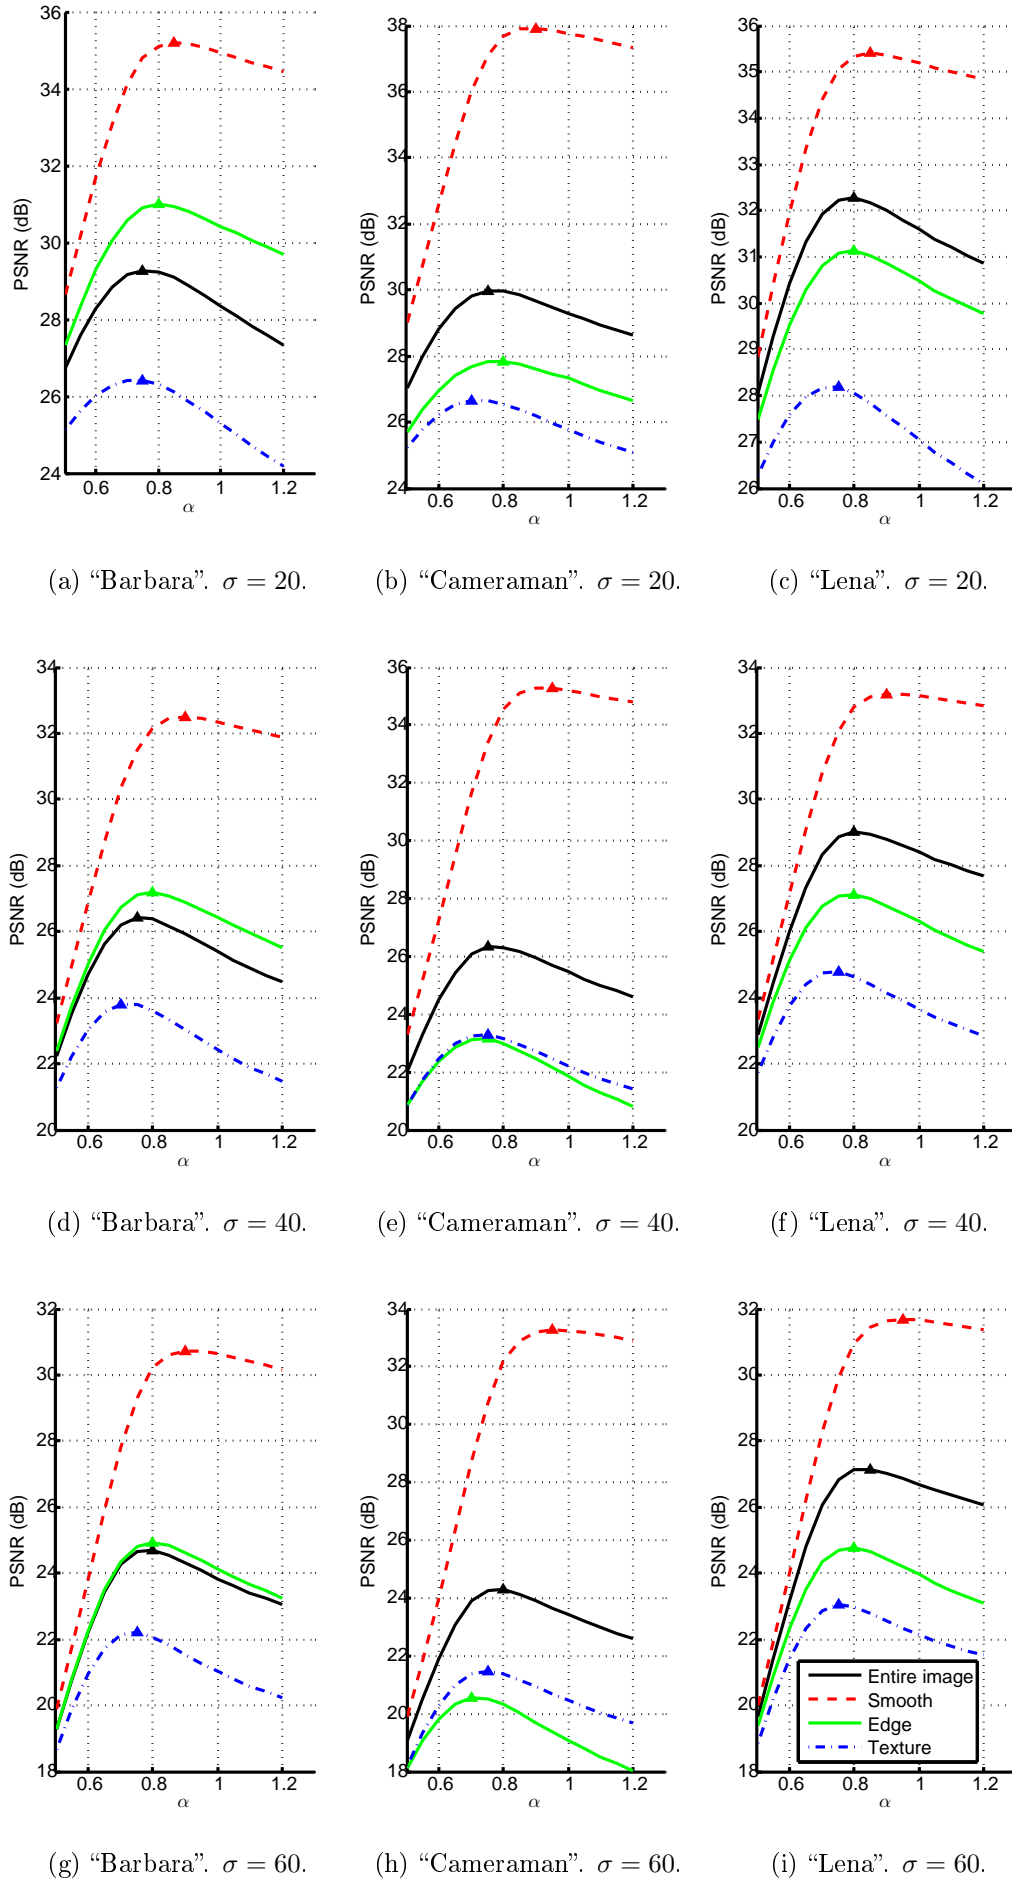 36
34
32
30
28
26
24
PSNR (dB)
0.6 0.8 1 1.2
α
38
36
34
32
30
28
26
24
PSNR (dB)
0.6 0.8 1 1.2
α
36
35
34
33
32
31
30
29
28
27
26
PSNR (dB)
0.6 0.8 1 1.2
α
(a) “Barbara”. σ = 20.
(b) “Cameraman”. σ = 20.
(c) “Lena”. σ = 20.
34
32
30
28
26
24
22
20
PSNR (dB)
0.6 0.8 1 1.2
α
36
34
32
30
28
26
24
22
20
PSNR (dB)
0.6 0.8 1 1.2
α
34
32
30
28
26
24
22
20
PSNR (dB)
0.6 0.8 1 1.2
α
(d) “Barbara”. σ = 40.
(e) “Cameraman”. σ = 40.
(f) “Lena”. σ = 40.
32
30
28
26
24
22
20
18
PSNR (dB)
0.6 0.8 1 1.2
α
34
32
30
28
26
24
22
20
18
PSNR (dB)
0.6 0.8 1 1.2
α
32
30
28
26
24
22
20
18
PSNR (dB)
0.6 0.8 1 1.2
α
Entire image
Smooth
Edge
Texture
(g) “Barbara”. σ = 60.
(h) “Cameraman”. σ = 60.
(i) “Lena”. σ = 60.